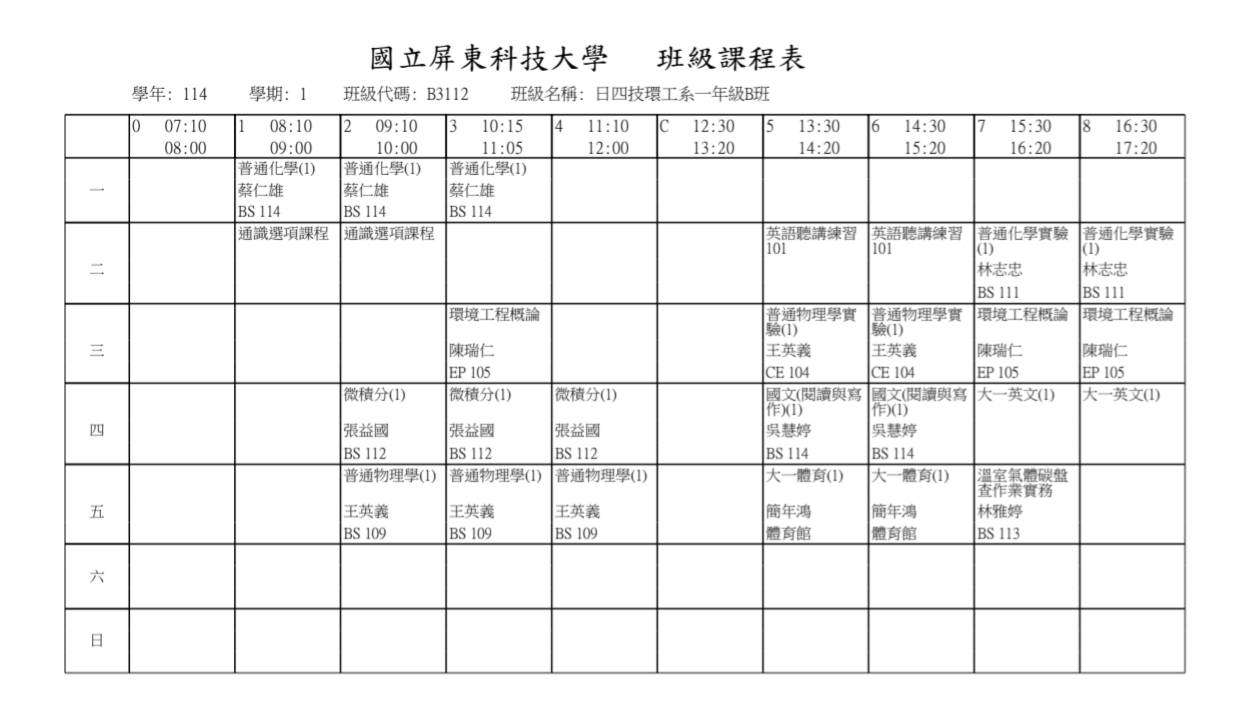 國立屏東科技大學 班級課程表
學年: 114 學期: 1 班級代碼: B3112 班級名稱: 日四技環工系一年級B班
0 07:10 1 08:10 2 09:10 3 10:15 4 11:10 C 12:30 5 13:30 6 14:30 7 15:30 8 16:30
08:00 09:00 10:00 11:05 12:00 13:20 14:20 15:20 16:20 17:20
普通化學(1) 普通化學(1) 普通化學(1)
一 蔡仁雄 蔡仁雄 蔡仁雄
BS 114 BS 114 BS 114
通識選項課程 通識選項課程 英語聽講練習 英語聽講練習 普通化學實驗 普通化學實驗
101 101 (1) (1)
二 林志忠 林志忠
BS 111 BS 111
環境工程概論 普通物理學實 普通物理學實 環境工程概論 環境工程概論
驗(1) 驗(1)
三 陳瑞仁 王英義 王英義 陳瑞仁 陳瑞仁
EP 105 CE 104 CE 104 EP 105 EP 105
微積分(1) 微積分(1) 微積分(1) 國文(閱讀與寫 國文(閱讀與寫 大一英文(1) 大一英文(1)
作)(1) 作)(1)
四 張益國 張益國 張益國 吳慧婷 吳慧婷
BS 112 BS 112 BS 112 BS 114 BS 114
普通物理學(1) 普通物理學(1) 普通物理學(1) 大一體育(1) 大一體育(1) 溫室氣體碳盤
查作業實務
五 王英義 王英義 王英義 簡年鴻 簡年鴻 林雅婷
BS 109 BS 109 BS 109 體育館 體育館 BS 113
六
日